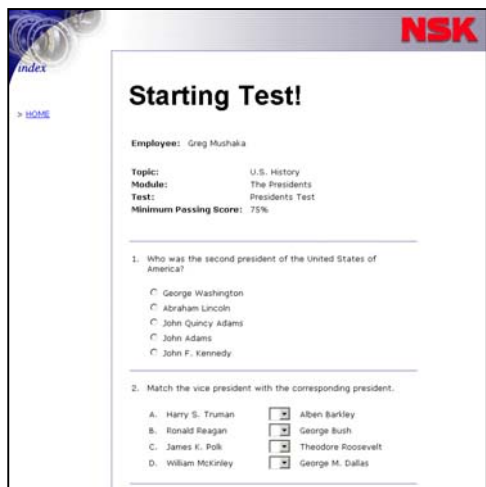 NSK
index
> HOME
Starting Test!
Employee: Greg Mushaka
Topic: U.S. History
Module: The Presidents
Test: Presidents Test
Minimum Passing Score: 75%
1. Who was the second president of the United States of
America?
George Washington
Abraham Lincoln
John Quincy Adams
John Adams
John F. Kennedy
2. Match the vice president with the corresponding president.
A. Harry S. Truman Alben Barkley
B. Ronald Reagan George Bush
C. James K. Polk Theodore Roosevelt
D. William McKinley George M. Dallas